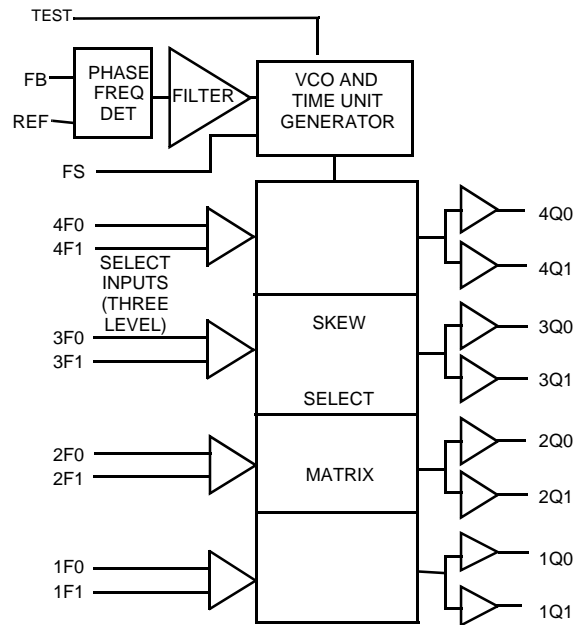 TEST
FB
REF
PHASE
FREQ
DET
FILTER
VCO AND
TIME UNIT
GENERATOR
FS
4F0
4F1
SELECT
INPUTS
(THREE
LEVEL)
3F0
3F1
2F0
2F1
1F0
1F1
SKEW
SELECT
MATRIX
4Q0
4Q1
3Q0
3Q1
2Q0
2Q1
1Q0
1Q1